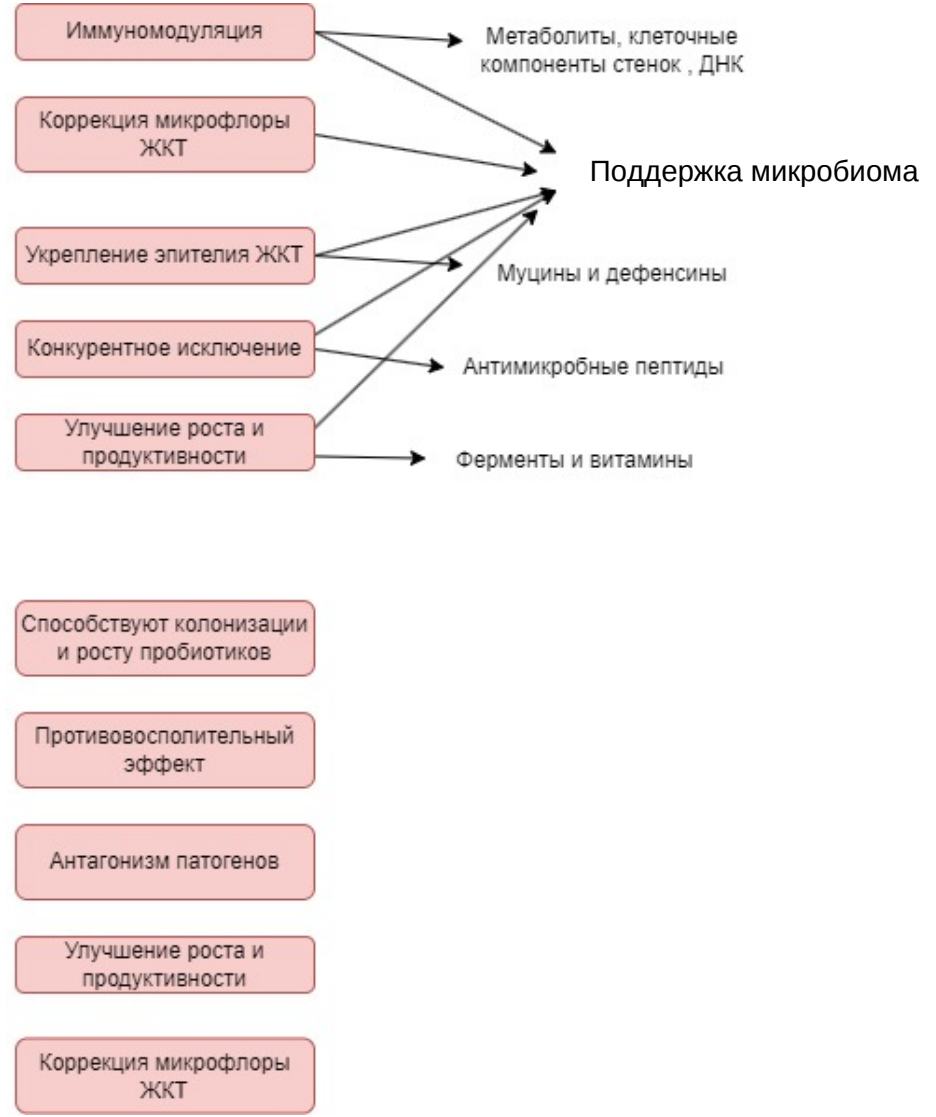 Иммуномодуляция
Метаболиты, клеточные
компоненты стенок , ДНК
Коррекция микрофлоры
ЖКТ
Поддержка микробиома
Укрепление эпителия ЖКТ
Муцины и дефенсины
Конкурентное исключение
Антимикробные пептиды
Улучшение роста и
продуктивности
Ферменты и витамины
Способствуют колонизации
и росту пробиотиков
Противовосполительный
эффект
Антагонизм патогенов
Улучшение роста и
продуктивности
Коррекция микрофлоры
ЖКТ